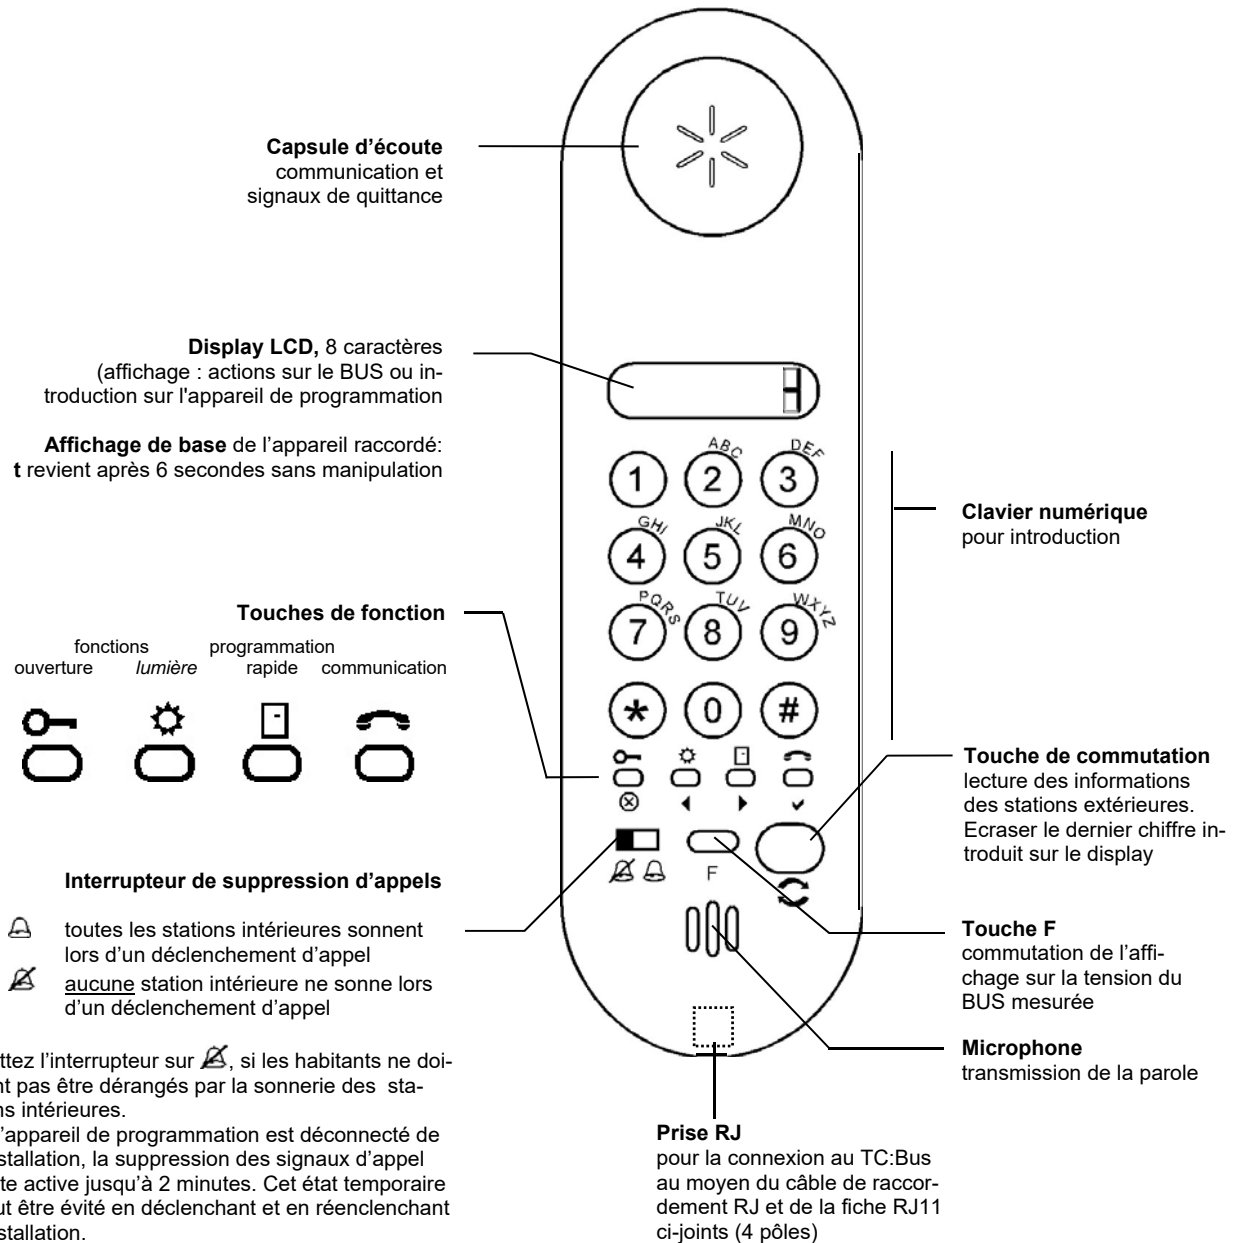 Capsule d’écoute
communication et
signaux de quittance
Display LCD, 8 caractères
(affichage : actions sur le BUS ou in-
troduction sur l'appareil de programmation
Affichage de base de l’appareil raccordé:
t revient après 6 secondes sans manipulation
Touches de fonction
fonctions programmation
ouverture lumière rapide communication
Interrupteur de suppression d’appels
toutes les stations intérieures sonnent
lors d’un déclenchement d’appel
aucune station intérieure ne sonne lors
d’un déclenchement d’appel
ttez l’interrupteur sur , si les habitants ne doi-
nt pas être dérangés par la sonnerie des sta-
ns intérieures.
'appareil de programmation est déconnecté de
stallation, la suppression des signaux d’appel
te active jusqu’à 2 minutes. Cet état temporaire
ut être évité en déclenchant et en réenclenchant
stallation.
ABC DEF
1 2 3
GHI JKL MNO
4 5 6
PQRS TUV WXYZ
7 8 9
* 0 #
F
Clavier numérique
pour introduction
Touche de commutation
lecture des informations
des stations extérieures.
Ecraser le dernier chiffre in-
troduit sur le display
Touche F
commutation de l’affi-
chage sur la tension du
BUS mesurée
Microphone
transmission de la parole
Prise RJ
pour la connexion au TC:Bus
au moyen du câble de raccor-
dement RJ et de la fiche RJ11
ci-joints (4 pôles)